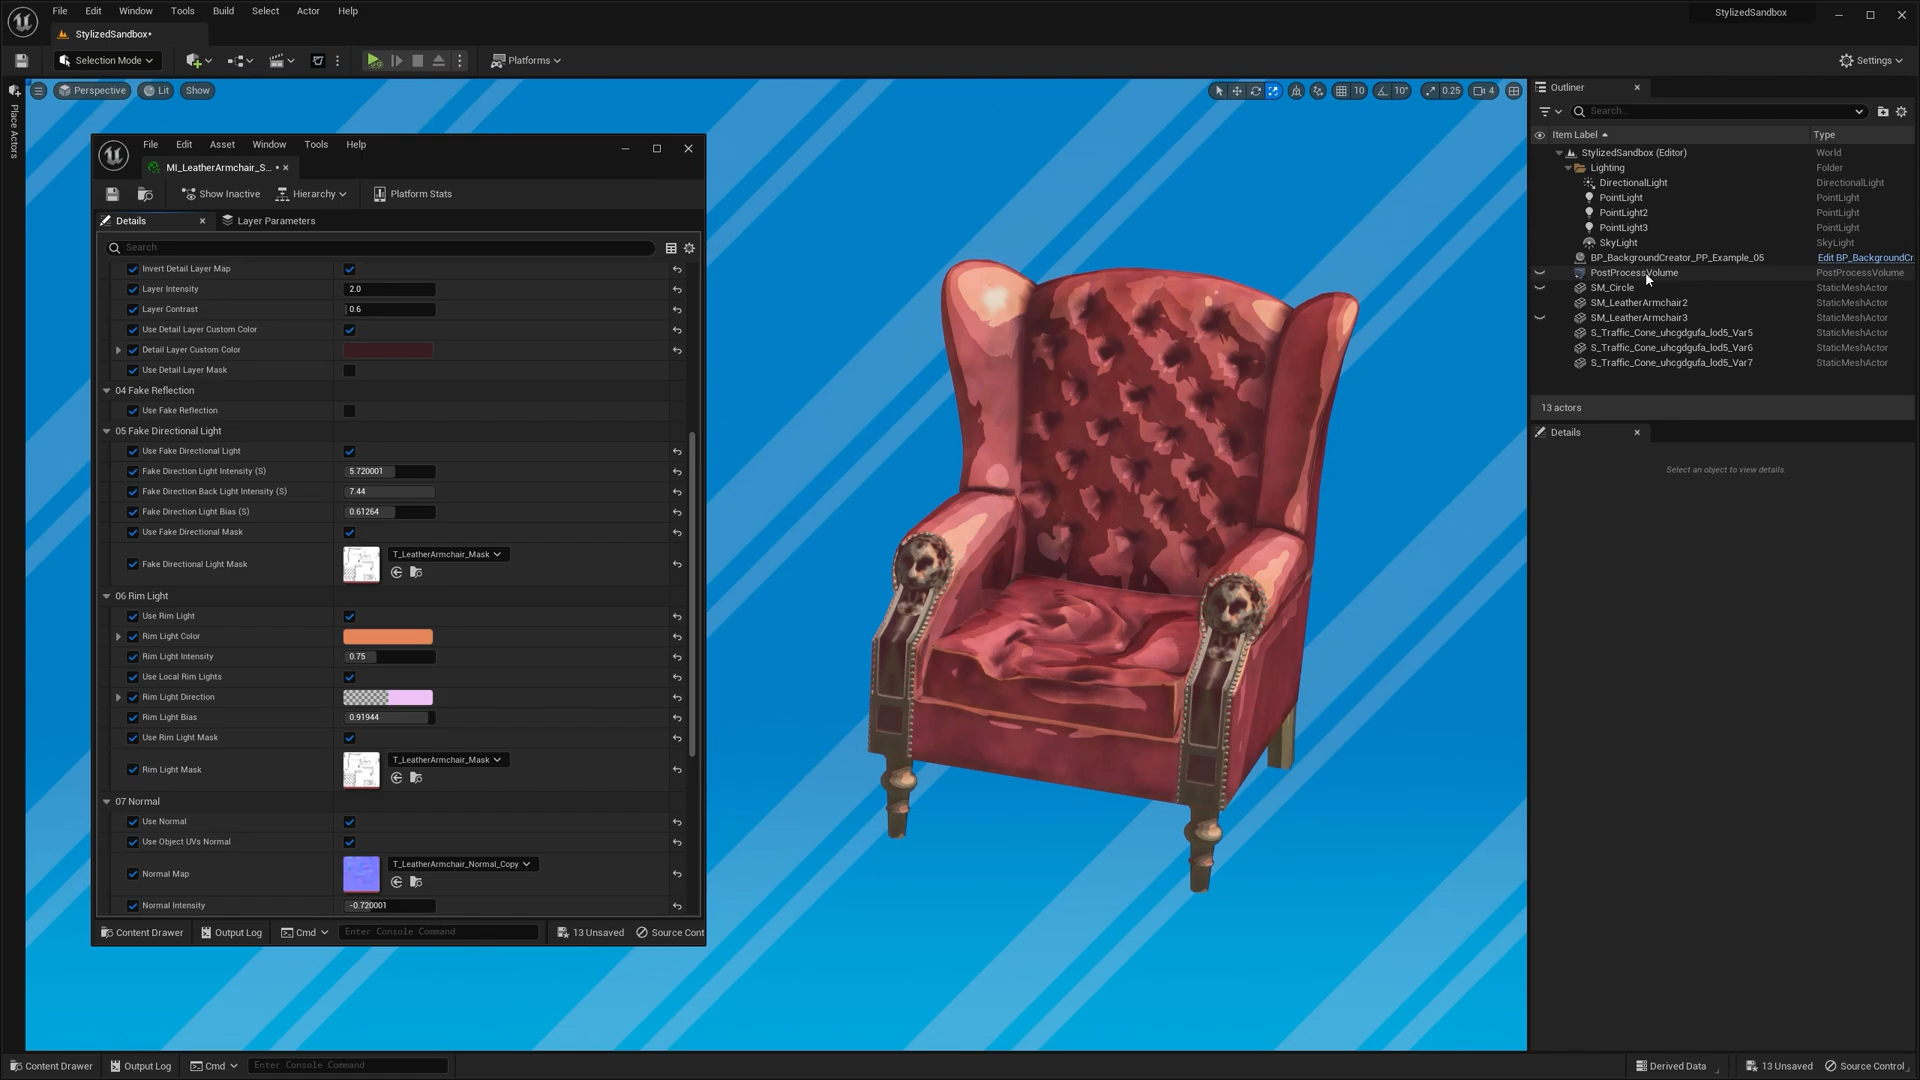 File Edit Window Tools Build Select Actor Help
StylizedSandbox
StylizedSandbox•
Selection Mode
Platforms
Settings
Place Actors
Perspective Lit Show
10 10° 0.25 4
File Edit Asset Window Tools Help
MI_LeatherArmchair_S... •
Show Inactive Hierarchy Platform Stats
Details Layer Parameters
Search
Invert Detail Layer Map
Layer Intensity 2.0
Layer Contrast 0.6
Use Detail Layer Custom Color
Detail Layer Custom Color
Use Detail Layer Mask
04 Fake Reflection
Use Fake Reflection
05 Fake Directional Light
Use Fake Directional Light
Fake Direction Light Intensity (S) 5.720001
Fake Direction Back Light Intensity (S) 7.44
Fake Direction Light Bias (S) 0.61264
Use Fake Directional Mask
Fake Directional Light Mask T_LeatherArmchair_Mask
06 Rim Light
Use Rim Light
Rim Light Color
Rim Light Intensity 0.75
Use Local Rim Lights
Rim Light Direction
Rim Light Bias 0.91944
Use Rim Light Mask
Rim Light Mask T_LeatherArmchair_Mask
07 Normal
Use Normal
Use Object UVs Normal
Normal Map T_LeatherArmchair_Normal_Copy
Normal Intensity -0.720001
Content Drawer Output Log Cmd Enter Console Command 13 Unsaved Source Cont
Outliner
Search...
Item Label Type
StylizedSandbox (Editor) World
Lighting Folder
DirectionalLight DirectionalLight
PointLight PointLight
PointLight2 PointLight
PointLight3 PointLight
SkyLight SkyLight
BP_BackgroundCreator_PP_Example_05 Edit BP_BackgroundCr
PostProcessVolume PostProcessVolume
SM_Circle StaticMeshActor
SM_LeatherArmchair2 StaticMeshActor
SM_LeatherArmchair3 StaticMeshActor
S_Traffic_Cone_uhcgdgufa_lod5_Var5 StaticMeshActor
S_Traffic_Cone_uhcgdgufa_lod5_Var6 StaticMeshActor
S_Traffic_Cone_uhcgdgufa_lod5_Var7 StaticMeshActor
13 actors
Details
Select an object to view details.
Content Drawer Output Log Cmd Enter Console Command Derived Data 13 Unsaved Source Control